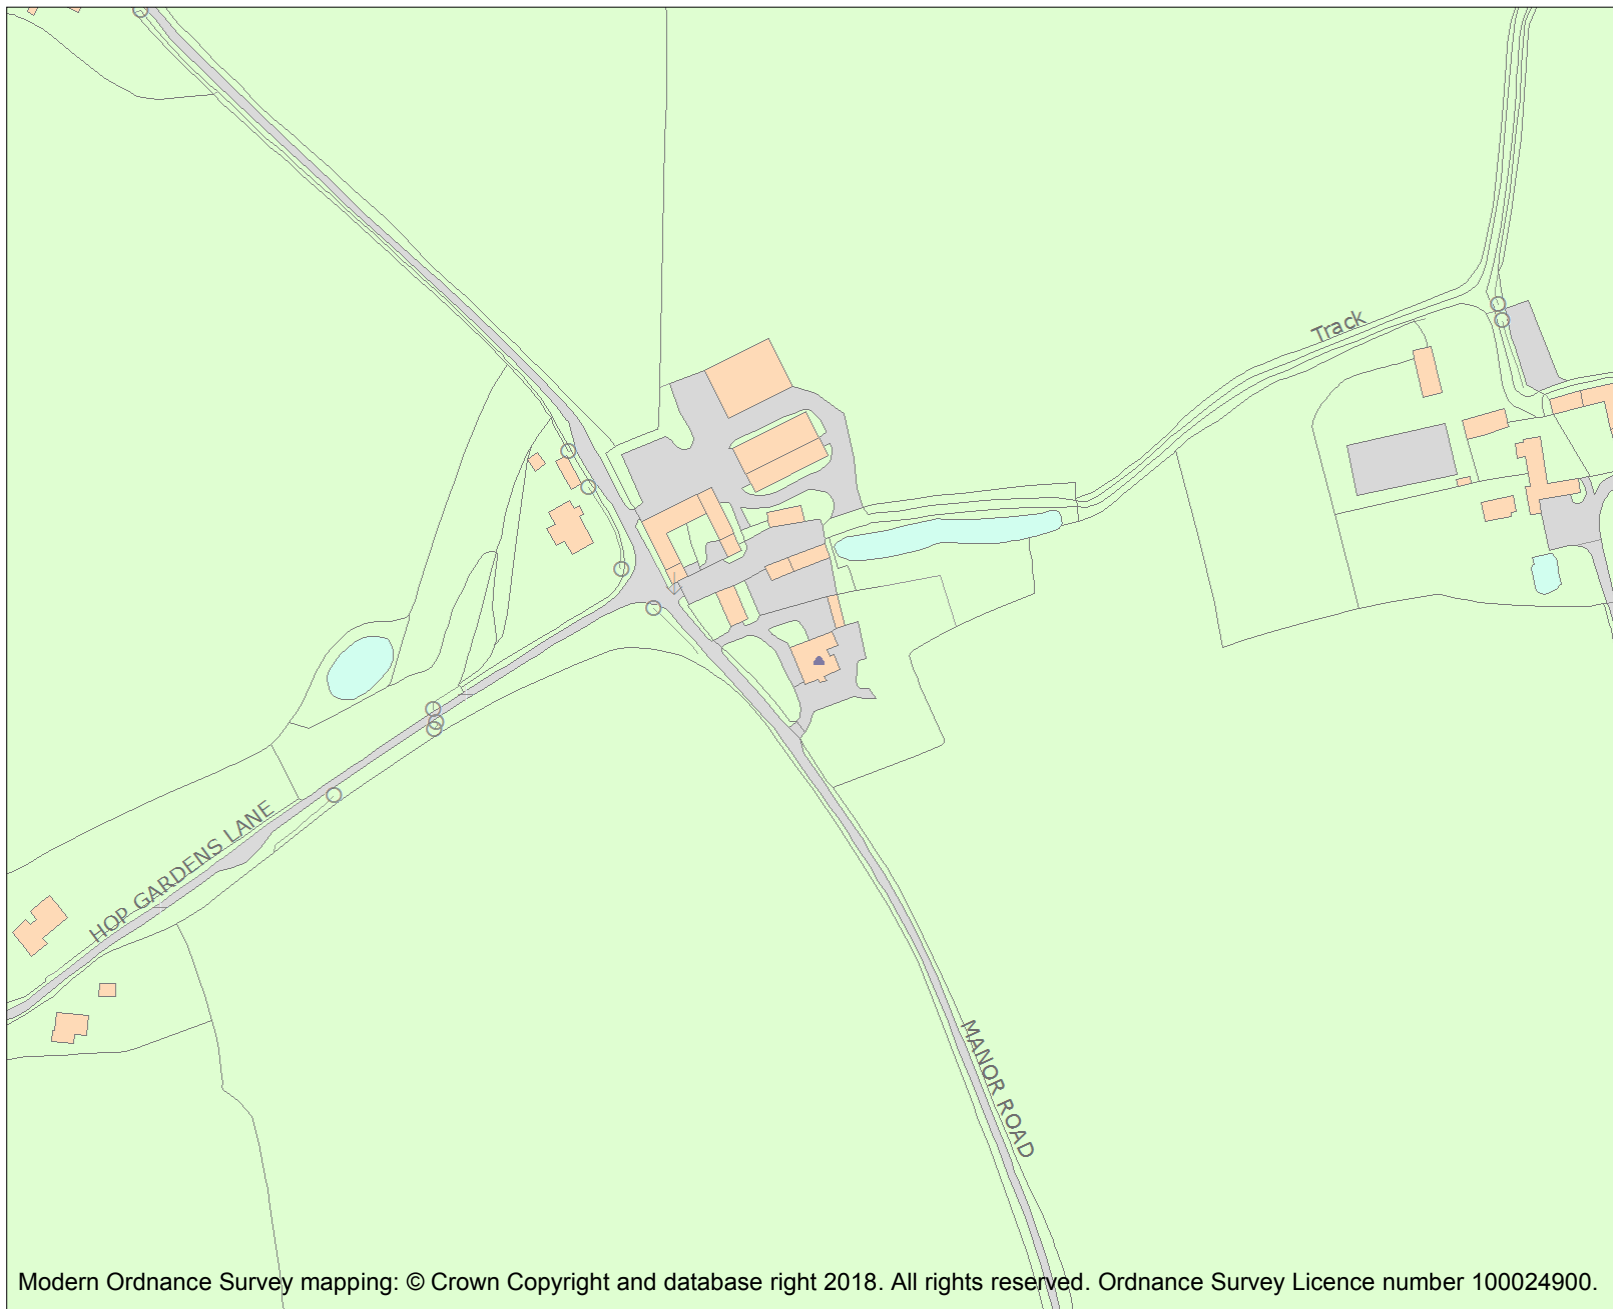 Track
HOP GARDENS LANE
MANOR ROAD
Modern Ordnance Survey mapping: © Crown Copyright and database right 2018. All rights reserved. Ordnance Survey Licence number 100024900.